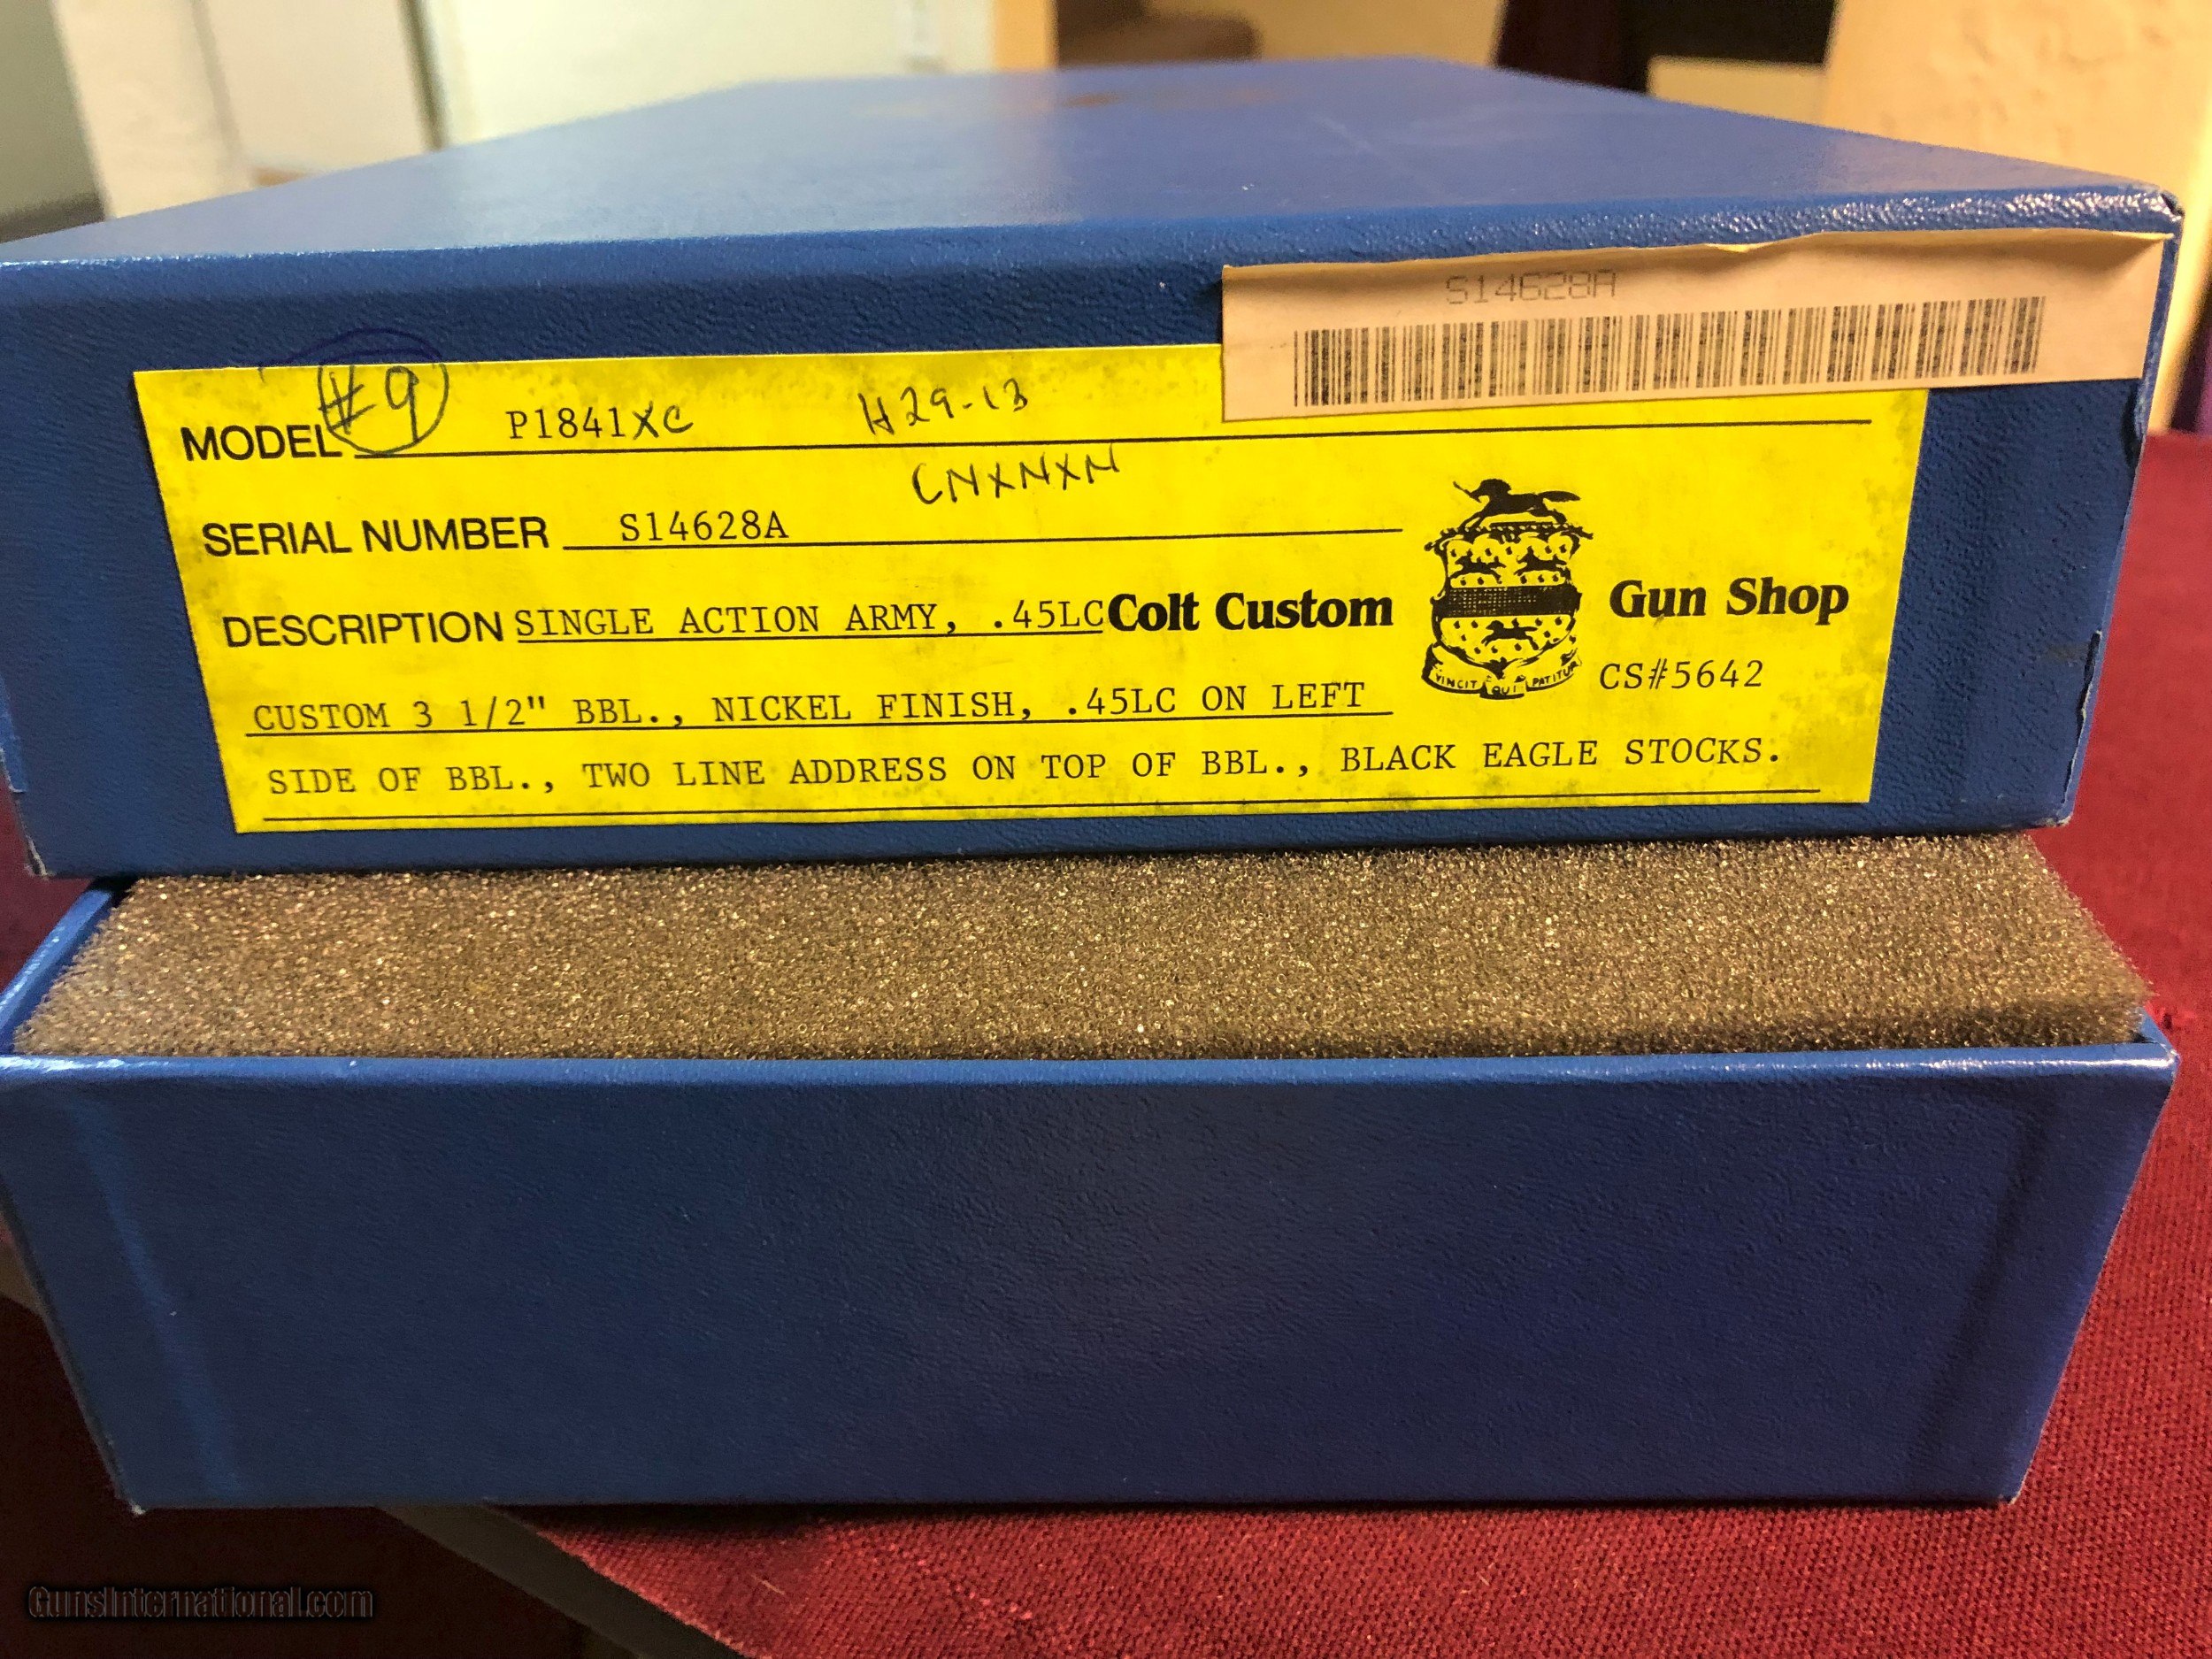 S14628A
#9
MODEL P1841XC H29-13
CNXNXN
SERIAL NUMBER S14628A
DESCRIPTION SINGLE ACTION ARMY, .45LC Colt Custom Gun Shop
VINCIT QUI PATITUR
CS#5642
CUSTOM 3 1/2" BBL., NICKEL FINISH, .45LC ON LEFT
SIDE OF BBL., TWO LINE ADDRESS ON TOP OF BBL., BLACK EAGLE STOCKS.
GunsInternational.com